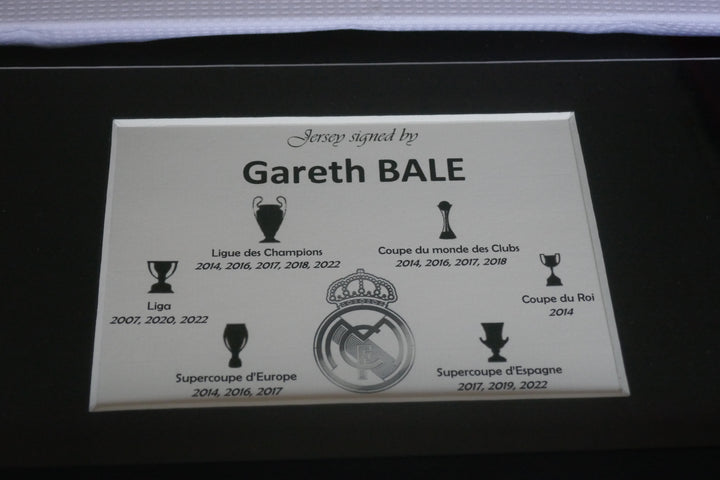 Jersey signed by
Gareth BALE
Ligue des Champions
2014, 2016, 2017, 2018, 2022
Coupe du monde des Clubs
2014, 2016, 2017, 2018
Liga
2007, 2020, 2022
Coupe du Roi
2014
Supercoupe d'Europe
2014, 2016, 2017
Supercoupe d'Espagne
2017, 2019, 2022